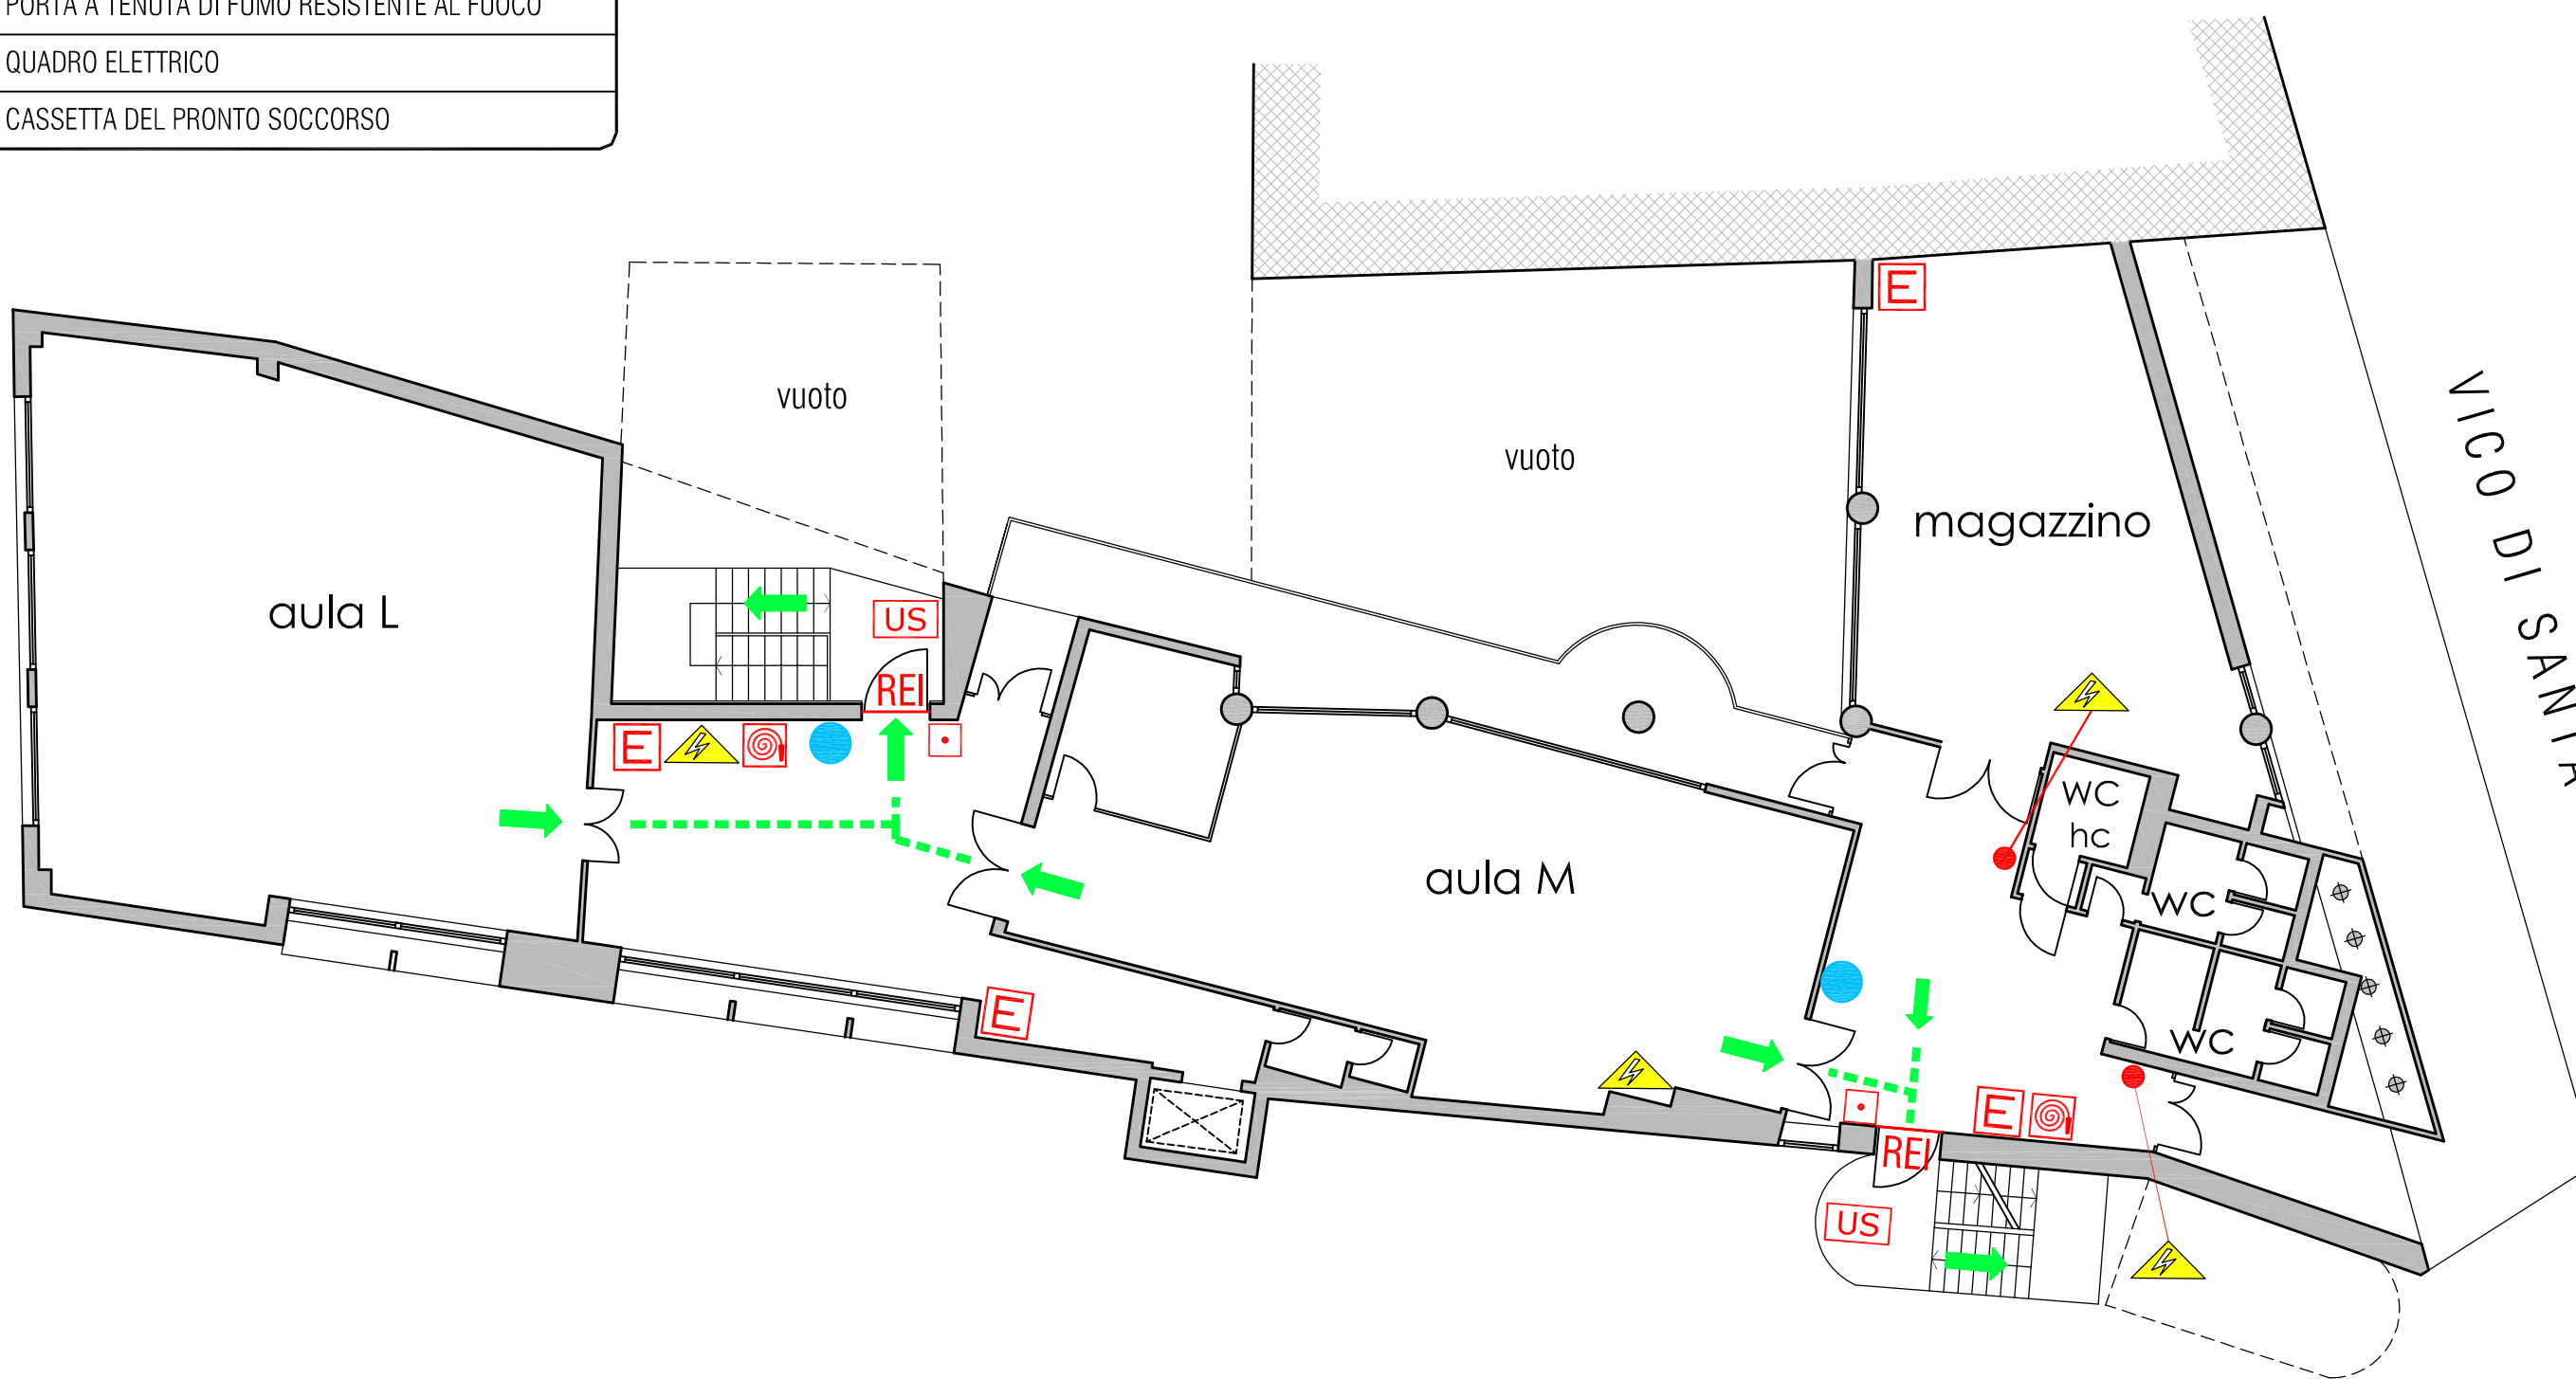 PORTA A TENUTA DI FUMO RESISTENTE AL FUOCO
QUADRO ELETTRICO
CASSETTA DEL PRONTO SOCCORSO
E
vuoto
vuoto
VICO DI SANTA
magazzino
aula L
US
REI
E
WC
hc
aula M
WC
E
WC
E
REI
US